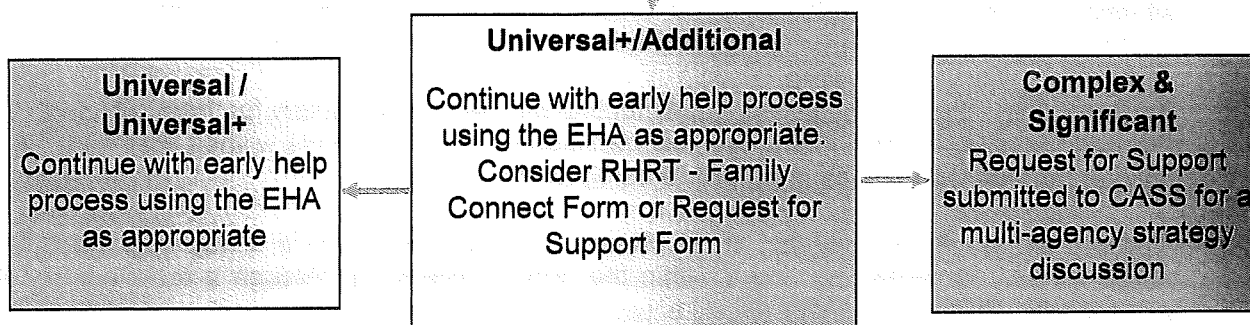 Universal /
Universal+
Continue with early help
process using the EHA
as appropriate
Universal+/Additional
Continue with early help process
using the EHA as appropriate.
Consider RHRT - Family
Connect Form or Request for
Support Form
Complex &
Significant
Request for Support
submitted to CASS for a
multi-agency strategy
discussion